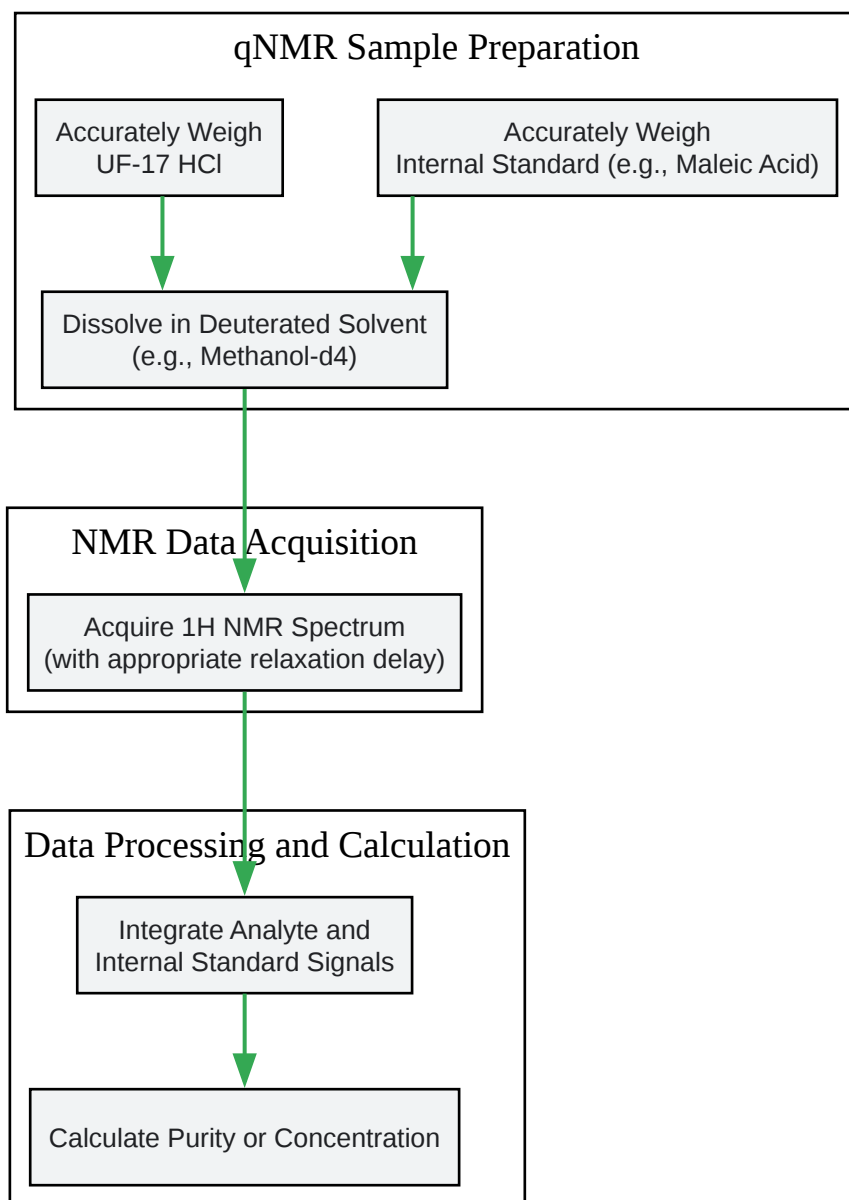 qNMR Sample Preparation
Accurately Weigh
UF-17 HCl
Accurately Weigh
Internal Standard (e.g., Maleic Acid)
Dissolve in Deuterated Solvent
(e.g., Methanol-d4)
NMR Data Acquisition
Acquire 1H NMR Spectrum
(with appropriate relaxation delay)
Data Processing and Calculation
Integrate Analyte and
Internal Standard Signals
Calculate Purity or Concentration